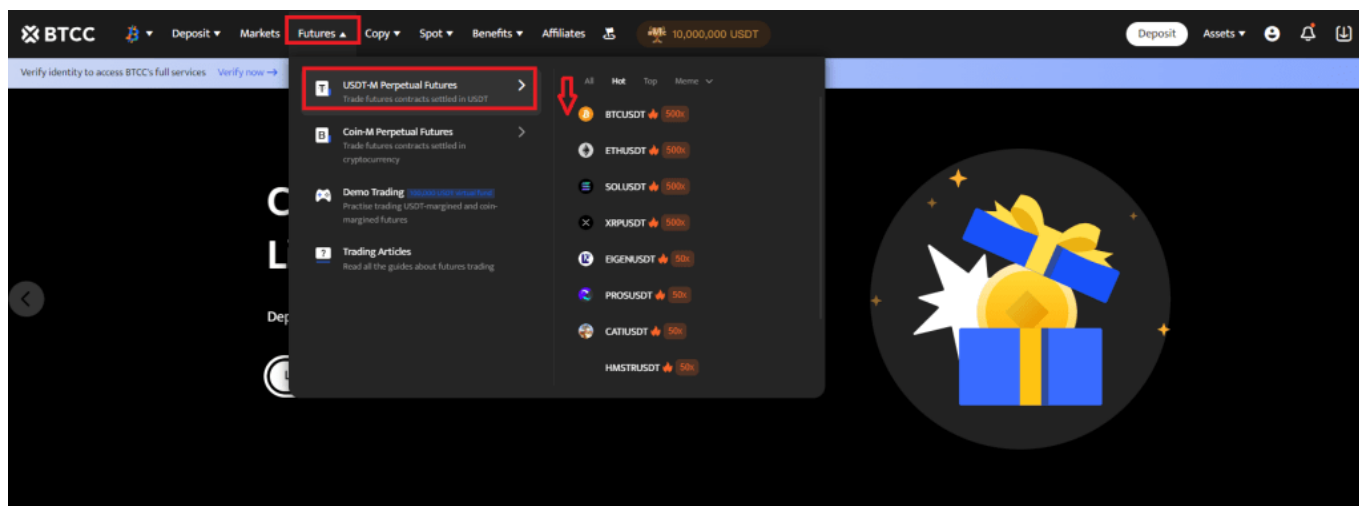 BTCC
Deposit
Markets
Futures
Copy
Spot
Benefits
Affiliates
10,000,000 USDT
Deposit
Assets
Verify identity to access BTCC's full services Verify now →
USDT-M Perpetual Futures
Trade futures contracts settled in USDT
Coin-M Perpetual Futures
Trade futures contracts settled in
cryptocurrency
Demo Trading
Practise trading USDT-margined and coin-
margined futures
Trading Articles
Read all the guides about futures trading
All Hot Top Meme
BTCUSDT 500x
ETHUSDT 500x
SOLUSDT 500x
XRPUSDT 500x
EIGENUSDT 50x
PROSUSDT 50x
CATIUSDT 50x
HMSTRUSDT 50x
C
L
Dep